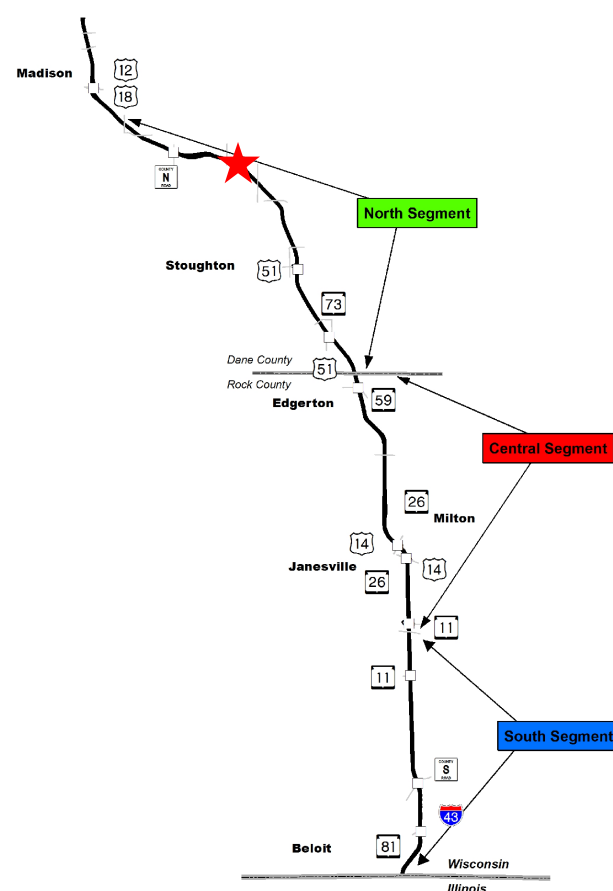 12
Madison
18
COUNTY
N
ROAD
North Segment
Stoughton
51
73
Dane County
51
Rock County
59
Edgerton
Central Segment
26
Milton
14
Janesville
14
26
11
11
South Segment
COUNTY
S
ROAD
43
Beloit
81
Wisconsin
Illinois